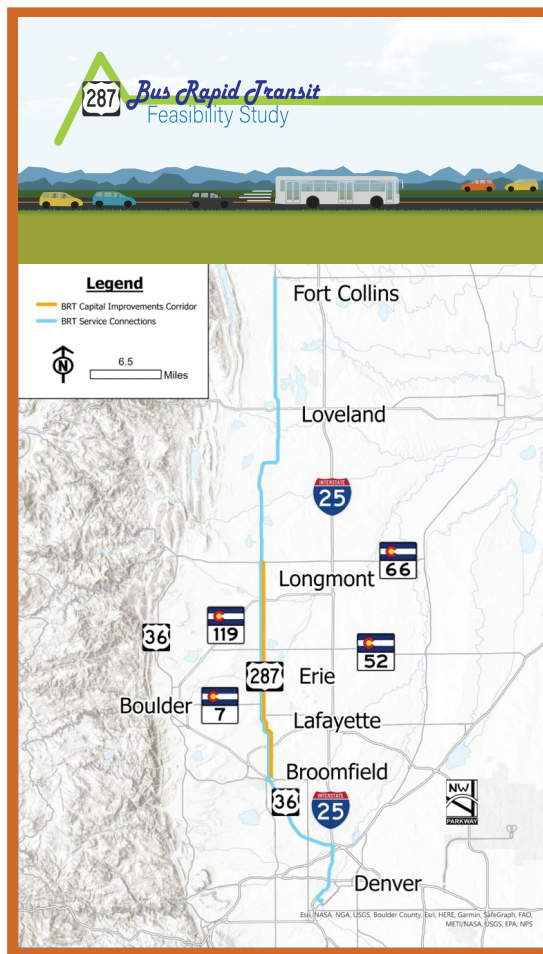 287
Bus Rapid Transit
Feasibility Study
Legend
BRT Capital Improvements Corridor
BRT Service Connections
N
6.5
Miles
Fort Collins
Loveland
INTERSTATE
25
66
Longmont
119
36
52
287
Erie
Boulder
7
Lafayette
Broomfield
36
INTERSTATE
25
NW
PARKWAY
Denver
Esri, NASA, NGA, USGS, Boulder County, Esri, HERE, Garmin, SafeGraph, FAO,
METI/NASA, USGS, EPA, NPS